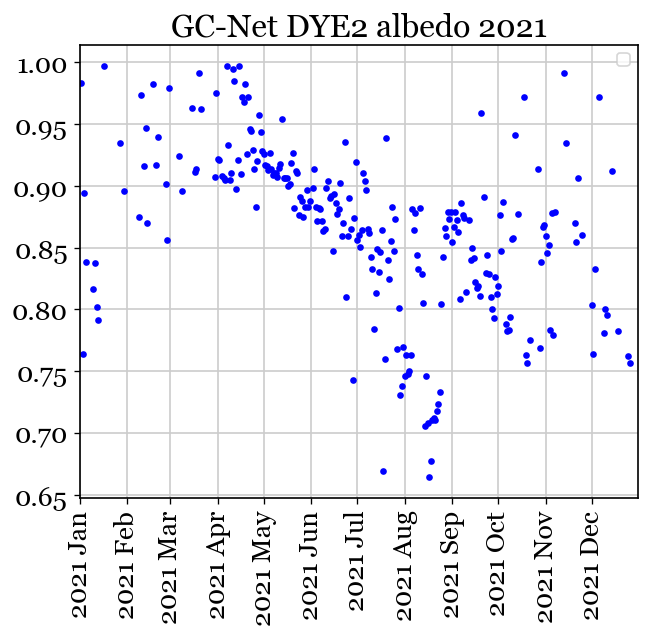 GC-Net DYE2 albedo 2021
1.00
0.95
0.90
0.85
0.80
0.75
0.70
0.65
2021 Jan
2021 Feb
2021 Mar
2021 Apr
2021 May
2021 Jun
2021 Jul
2021 Aug
2021 Sep
2021 Oct
2021 Nov
2021 Dec